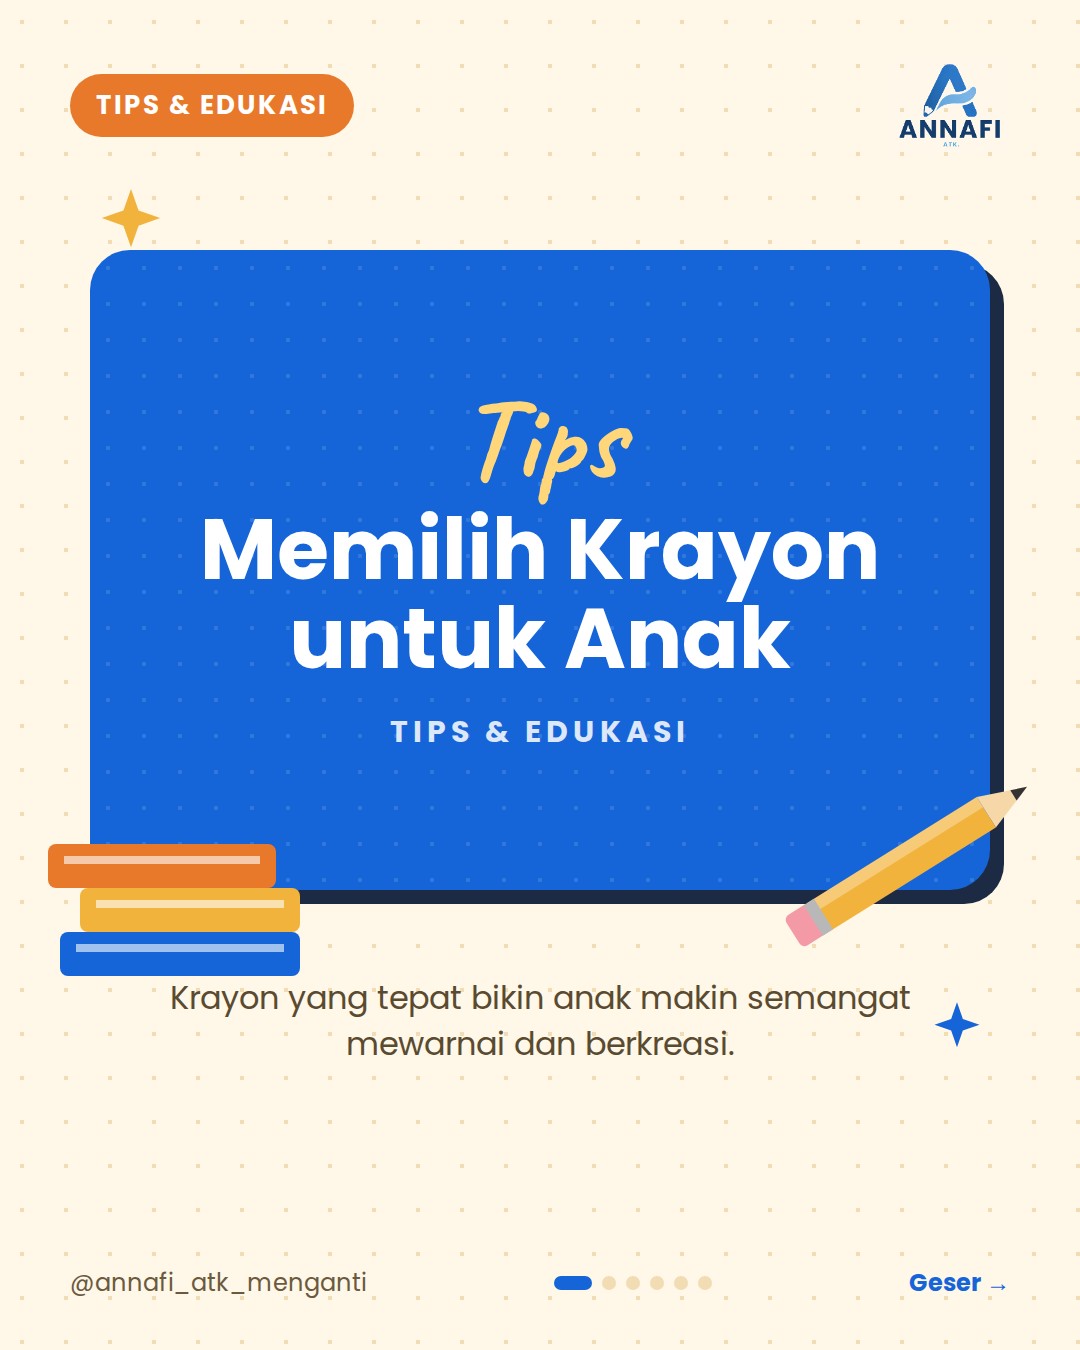 TIPS & EDUKASI
ANNAFI
ATK.
Tips
Memilih Krayon
untuk Anak
TIPS & EDUKASI
Krayon yang tepat bikin anak makin semangat
mewarnai dan berkreasi.
@annafi_atk_menganti
Geser →